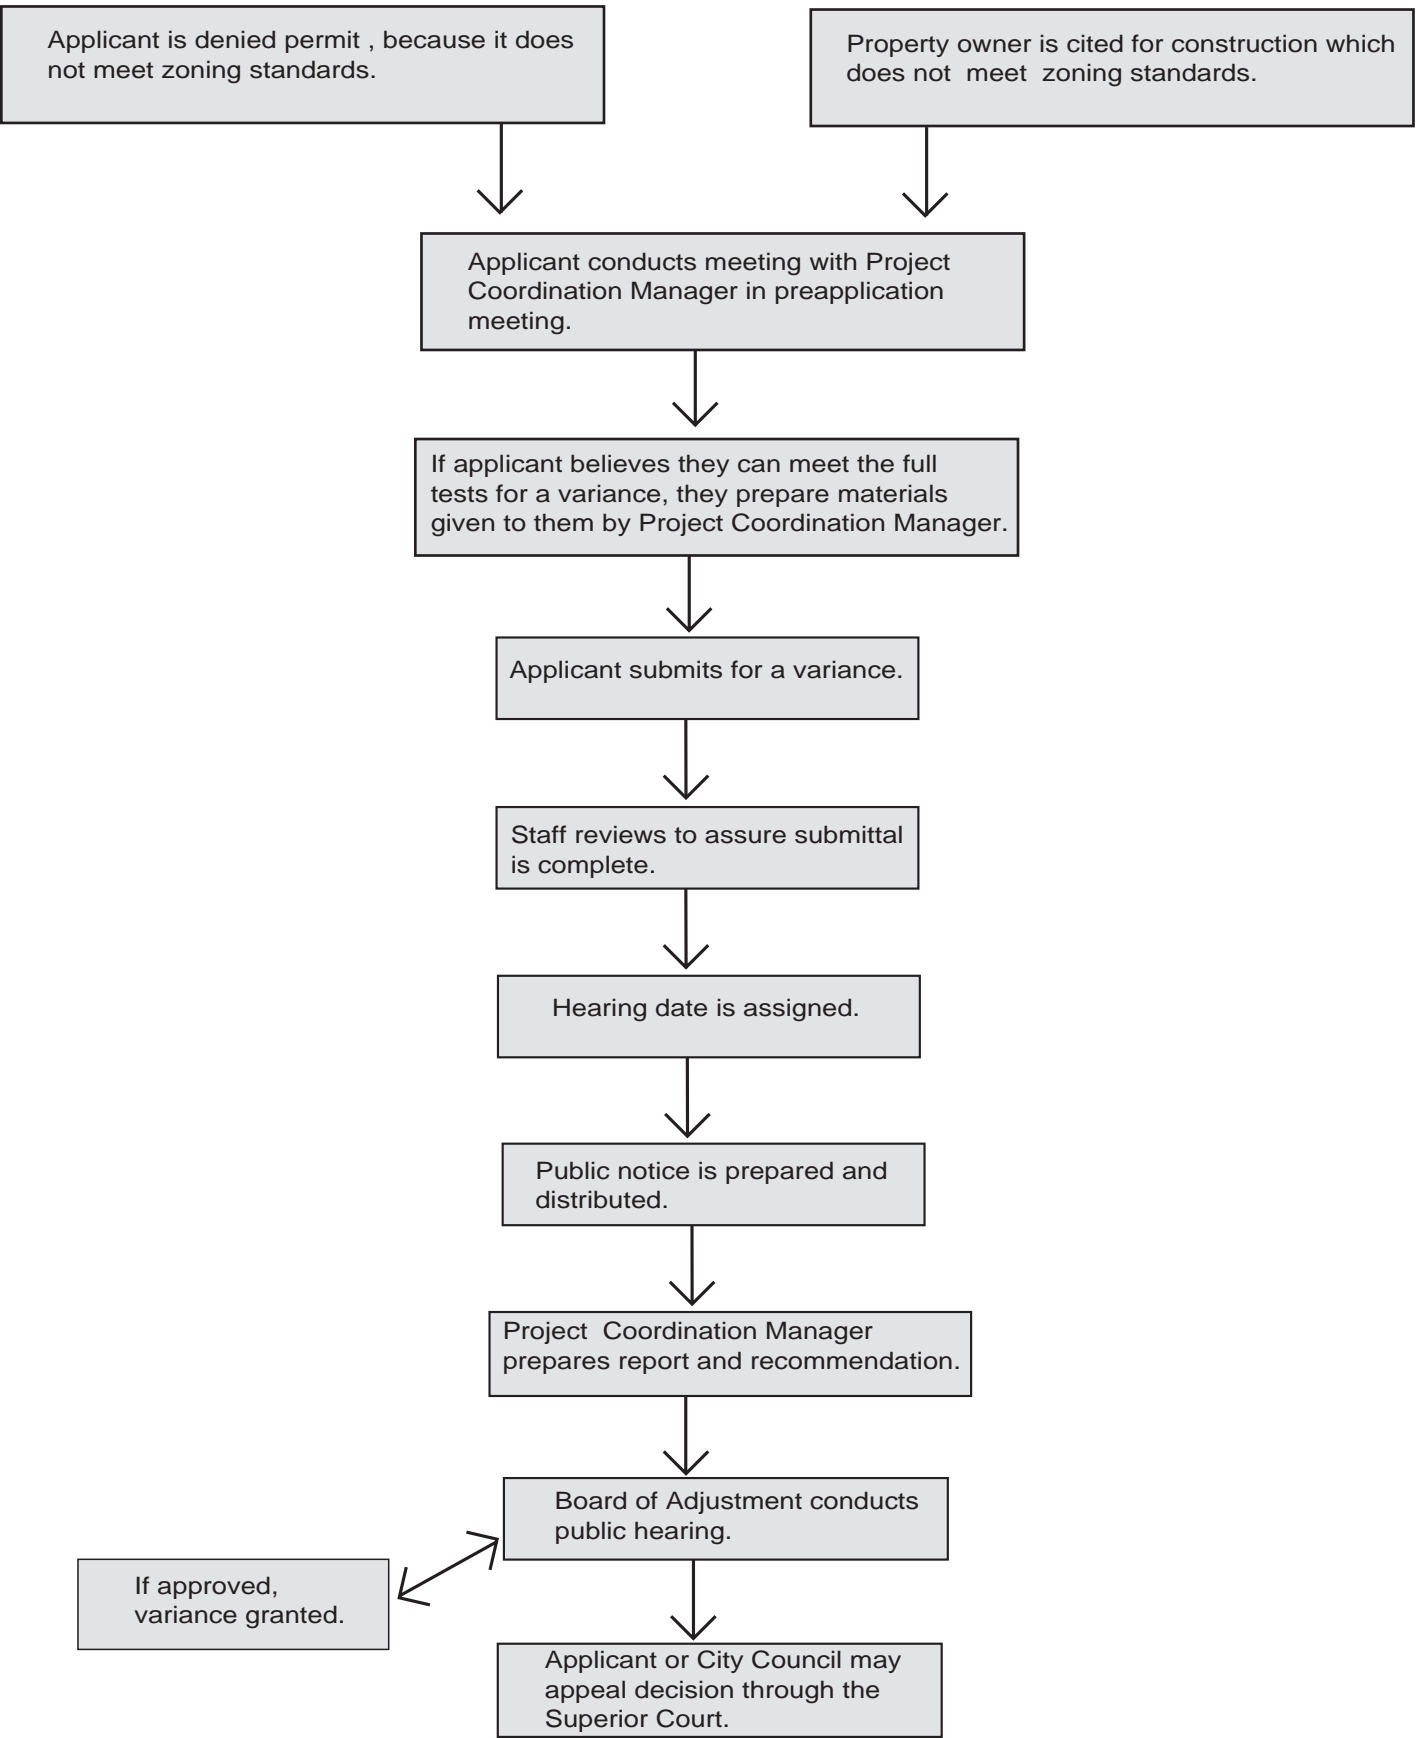 Applicant is denied permit , because it does
not meet zoning standards.
Property owner is cited for construction which
does not meet zoning standards.
Applicant conducts meeting with Project
Coordination Manager in preapplication
meeting.
If applicant believes they can meet the full
tests for a variance, they prepare materials
given to them by Project Coordination Manager.
Applicant submits for a variance.
Staff reviews to assure submittal
is complete.
Hearing date is assigned.
Public notice is prepared and
distributed.
Project Coordination Manager
prepares report and recommendation.
Board of Adjustment conducts
public hearing.
If approved,
variance granted.
Applicant or City Council may
appeal decision through the
Superior Court.